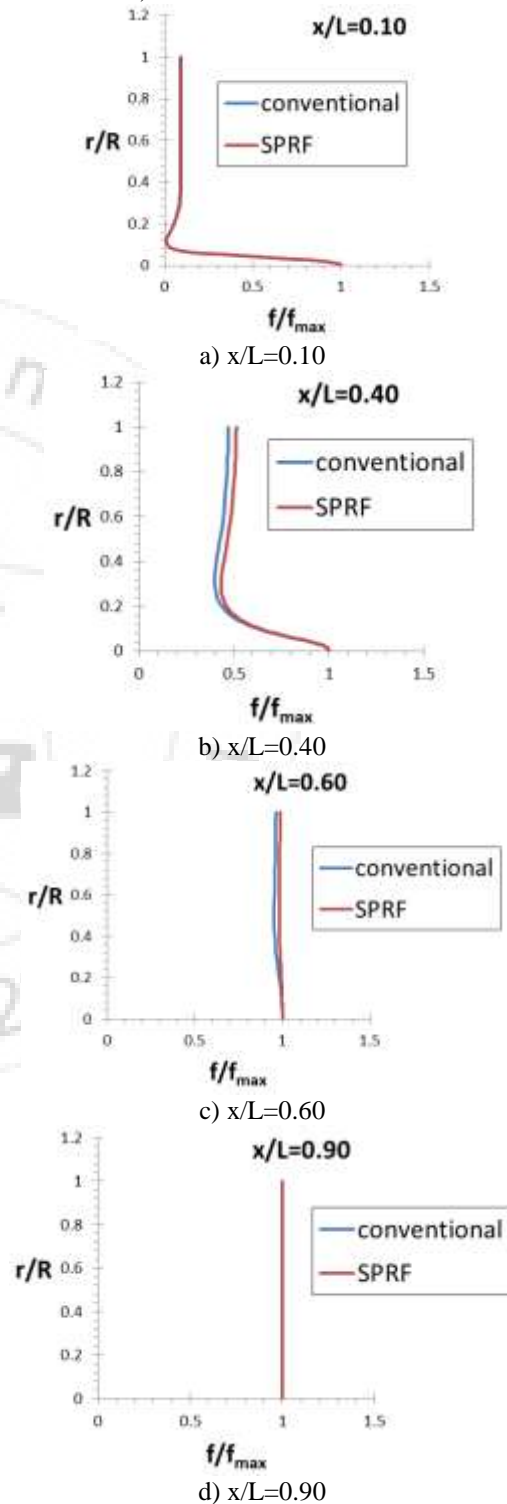 x/L=0.10
1.2
1
conventional
0.8
r/R 0.6
SPRF
0.4
0.2
0
0 0.5 1 1.5
f/fmax
a) x/L=0.10
1.2
x/L=0.40
1
conventional
0.8
r/R 0.6
SPRF
0.4
0.2
0
0 0.5 1 1.5
f/fmax
b) x/L=0.40
1.2
x/L=0.60
1
0.8
conventional
r/R 0.6
SPRF
0.4
0.2
0
0 0.5 1 1.5
f/fmax
c) x/L=0.60
1.2
x/L=0.90
1
0.8
conventional
r/R 0.6
SPRF
0.4
0.2
0
0 0.5 1 1.5
f/fmax
d) x/L=0.90